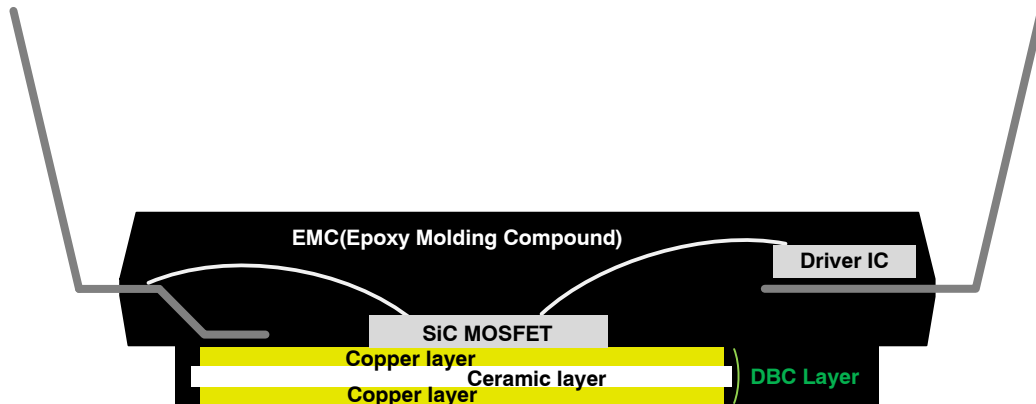 EMC(Epoxy Molding Compound)
Driver IC
SiC MOSFET
Copper layer
Ceramic layer
DBC Layer
Copper layer